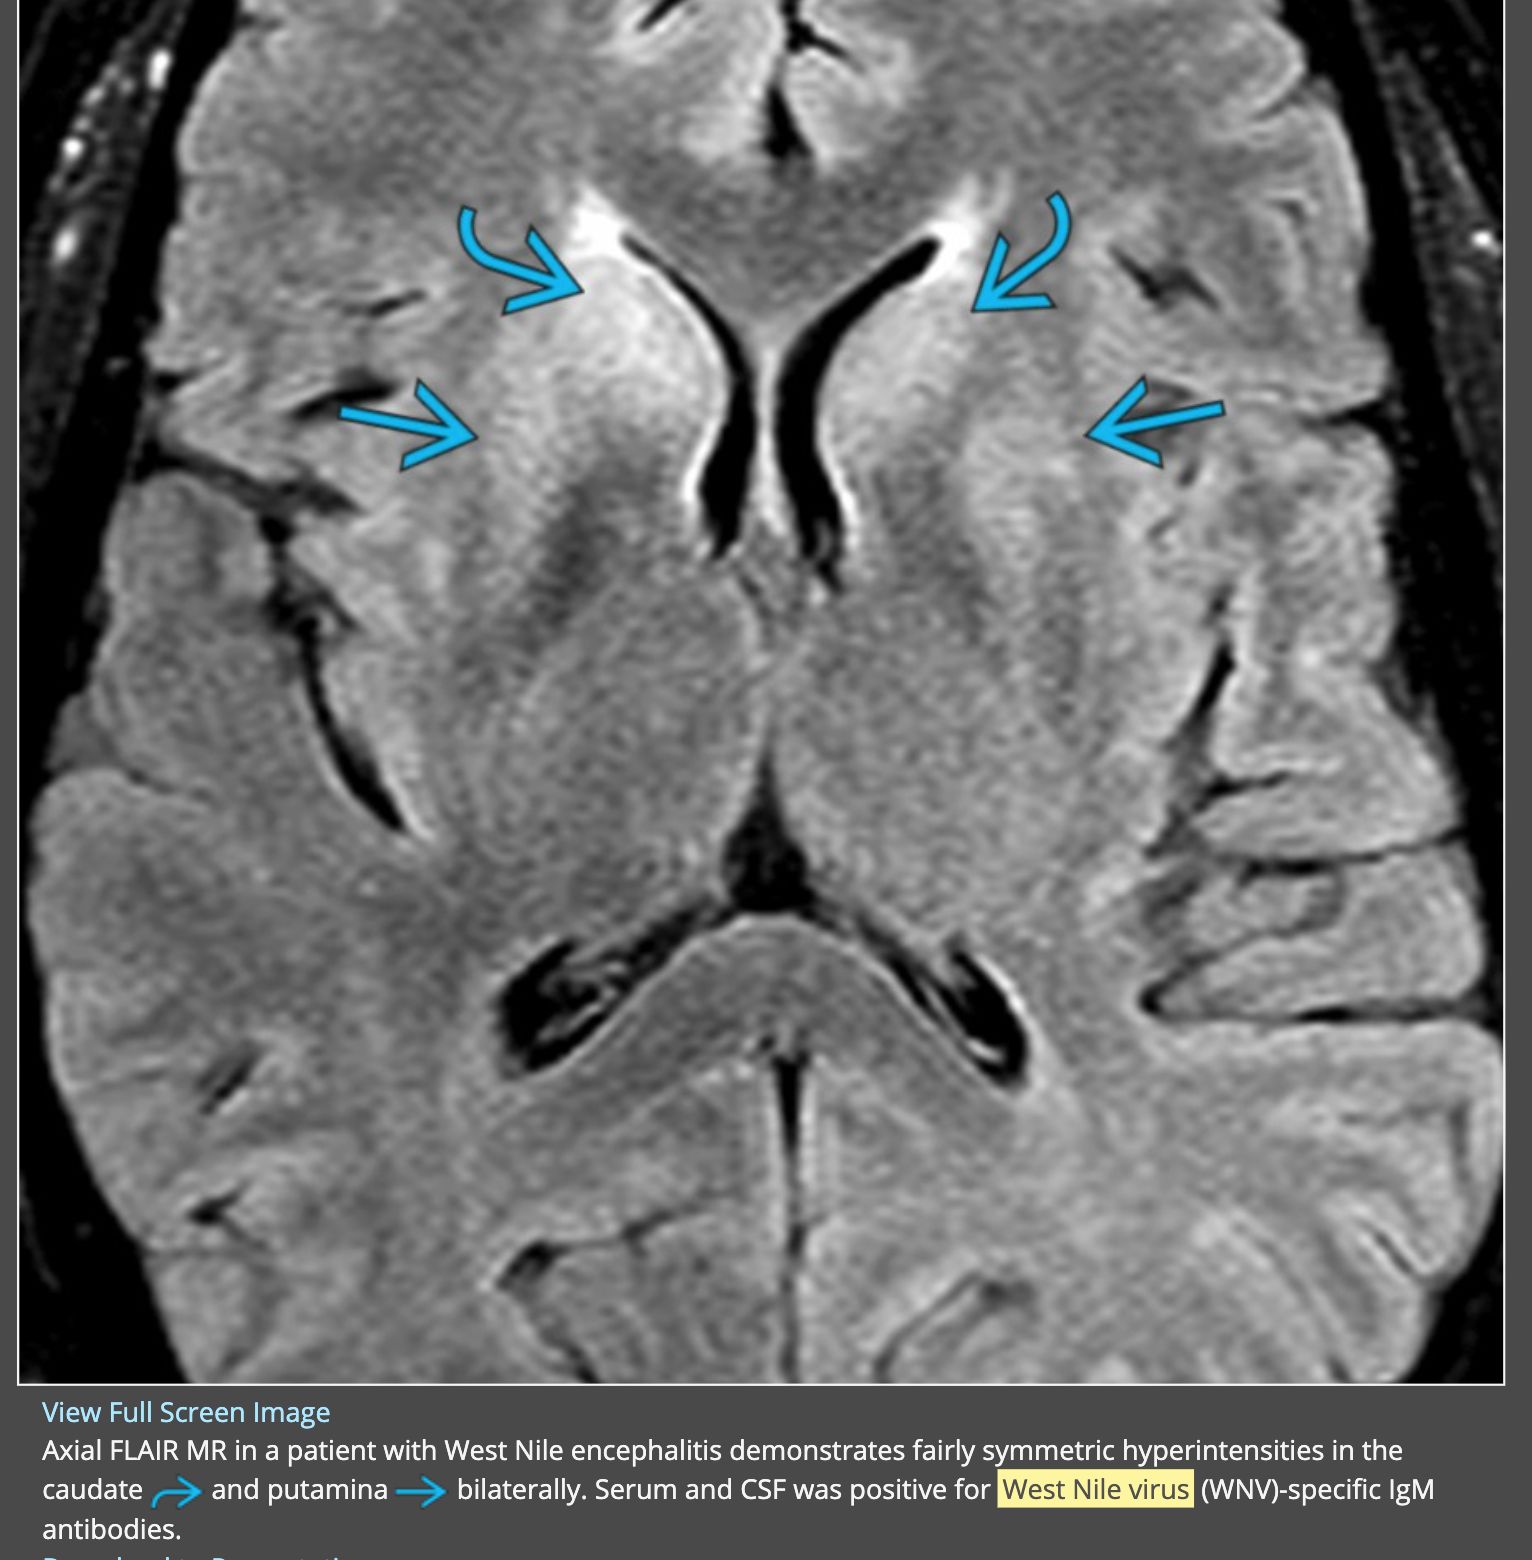 View Full Screen Image
Axial FLAIR MR in a patient with West Nile encephalitis demonstrates fairly symmetric hyperintensities in the
caudate and putamina bilaterally. Serum and CSF was positive for West Nile virus (WNV)-specific IgM
antibodies.